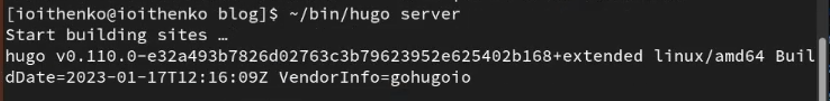 [ioithenko@ioithenko blog]$ ~/bin/hugo server
Start building sites …
hugo v0.110.0-e32a493b7826d02763c3b79623952e625402b168+extended linux/amd64 Buil
dDate=2023-01-17T12:16:09Z VendorInfo=gohugoio